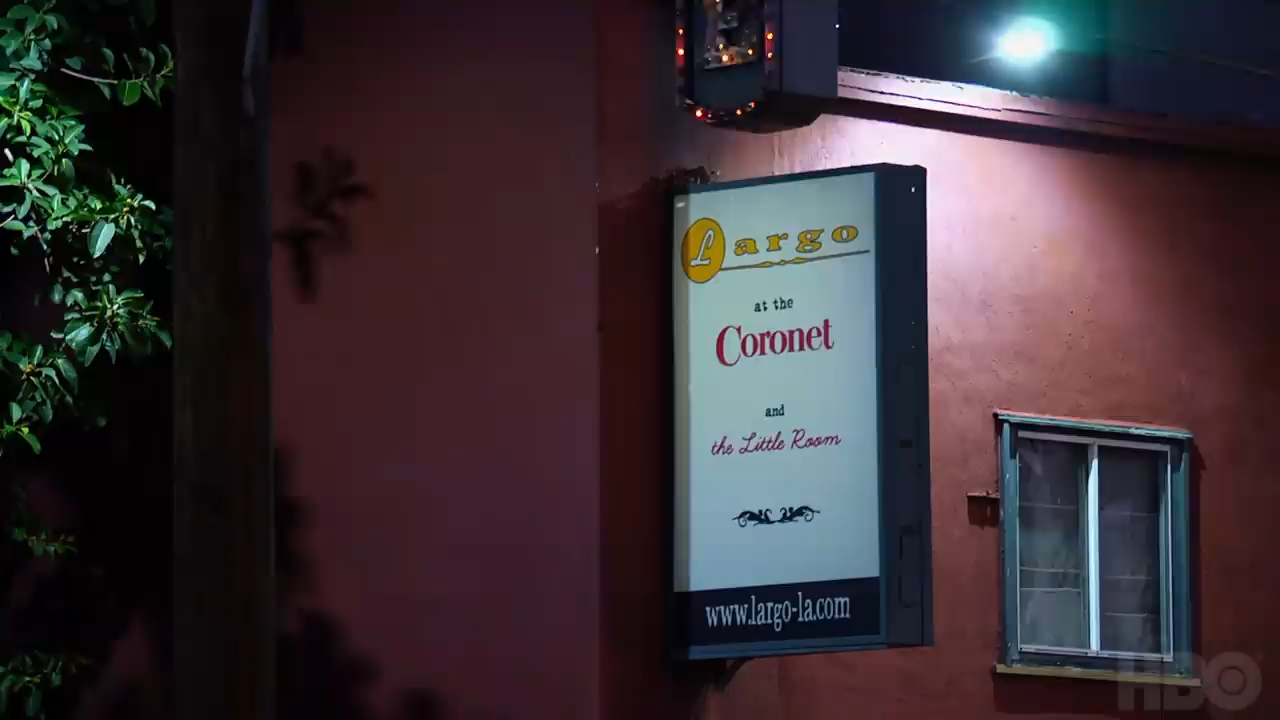 Largo
at the
Coronet
and
the Little Room
www.largo-la.com
HBO